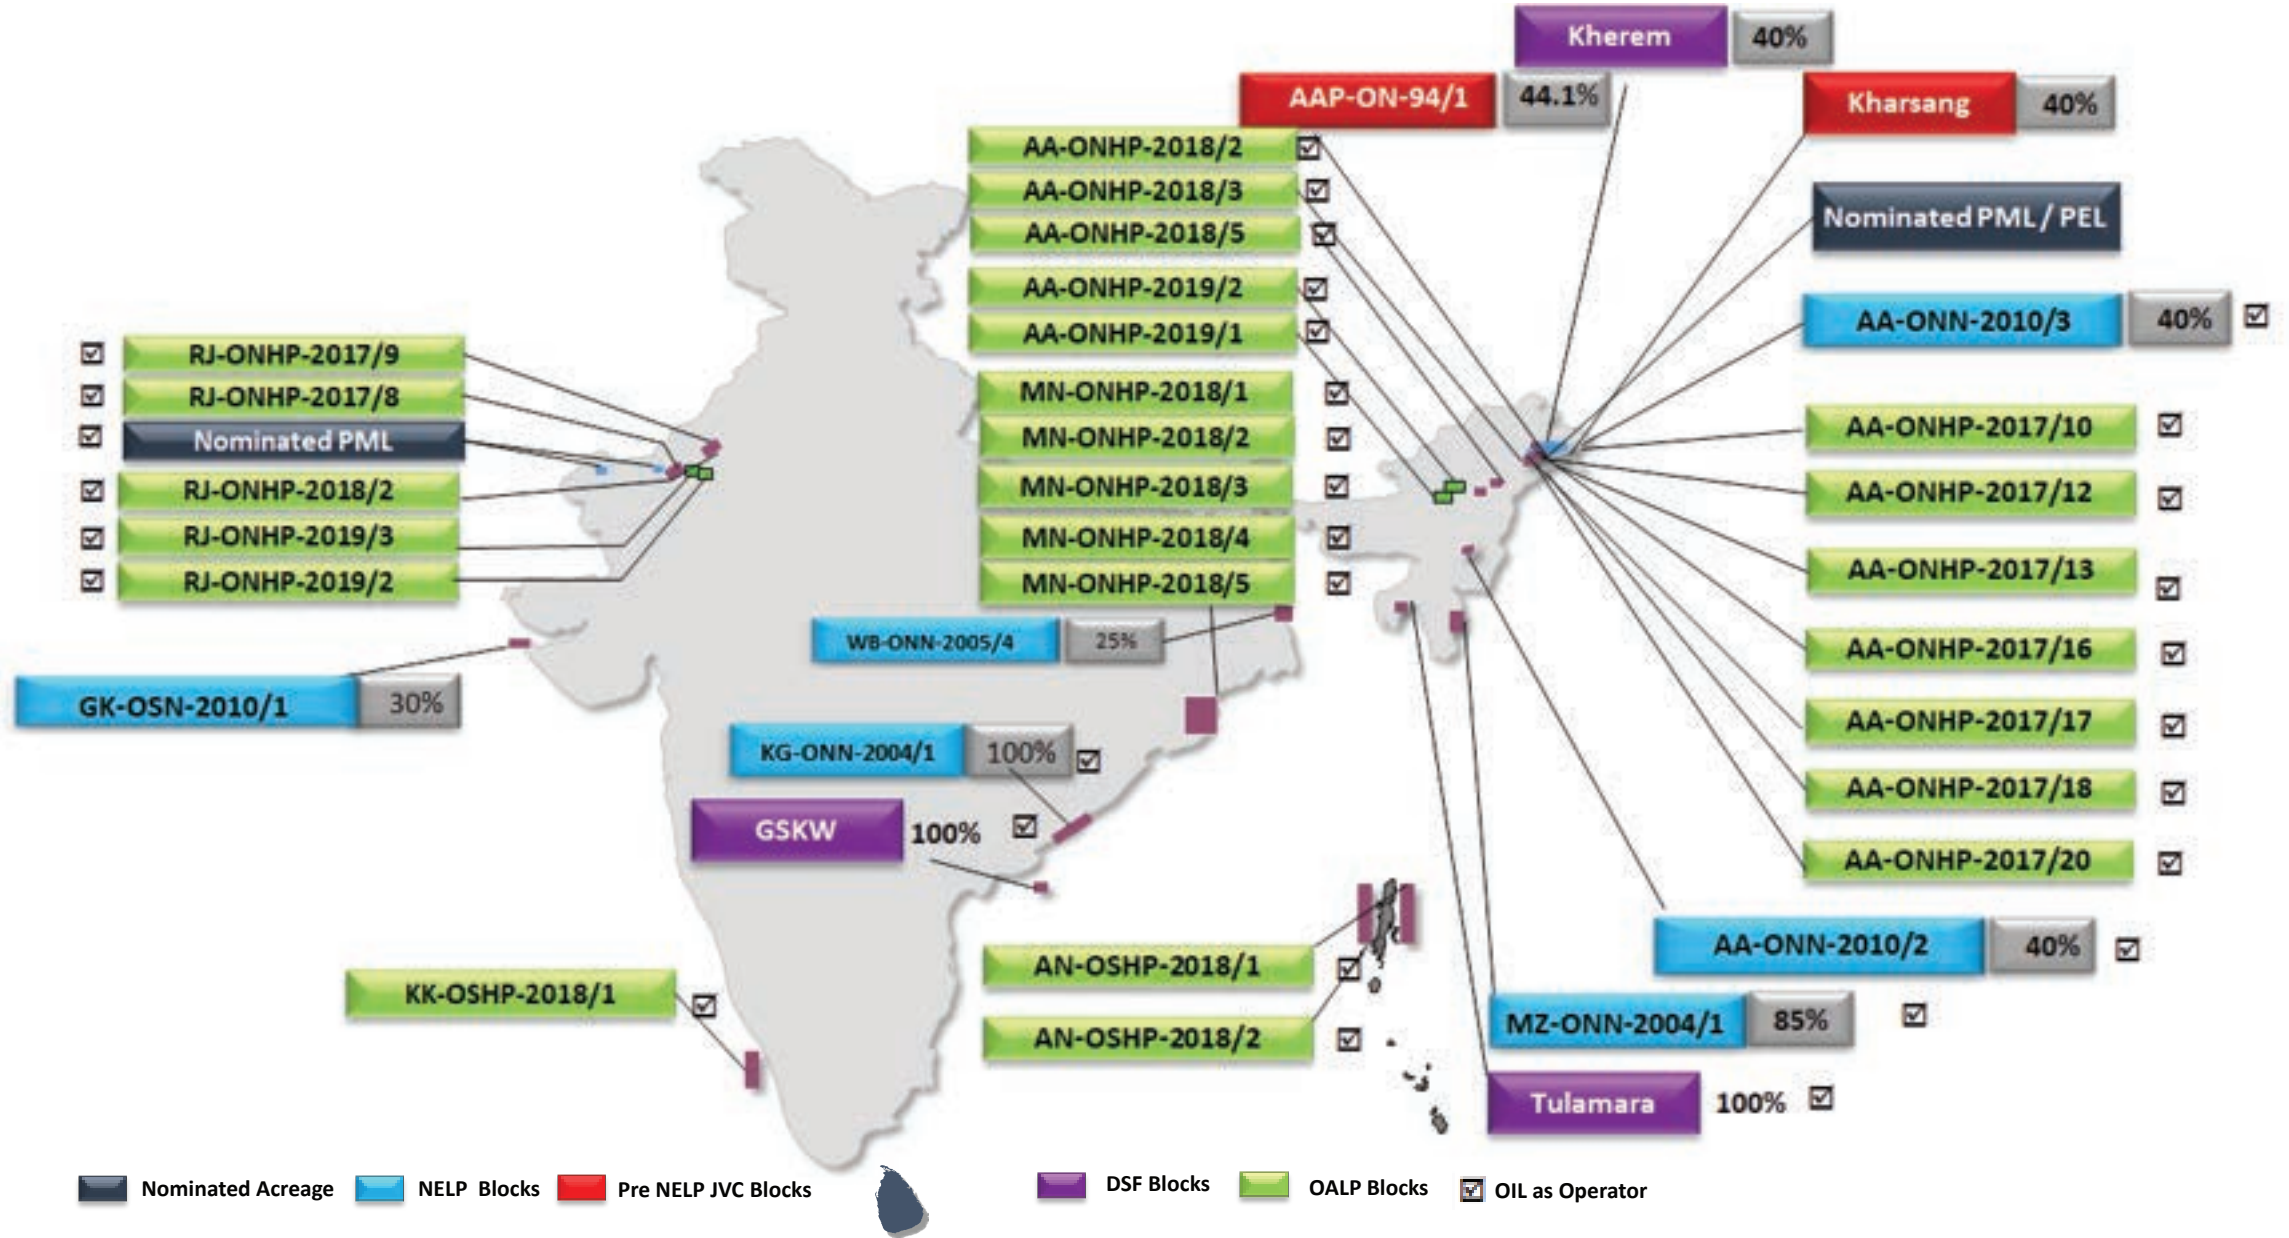 Kherem 40%
AAP-ON-94/1 44.1%
Kharsang 40%
AA-ONHP-2018/2
AA-ONHP-2018/3
AA-ONHP-2018/5
AA-ONHP-2019/2
AA-ONHP-2019/1
MN-ONHP-2018/1
MN-ONHP-2018/2
MN-ONHP-2018/3
MN-ONHP-2018/4
MN-ONHP-2018/5
Nominated PML / PEL
AA-ONN-2010/3 40%
RJ-ONHP-2017/9
RJ-ONHP-2017/8
Nominated PML
RJ-ONHP-2018/2
RJ-ONHP-2019/3
RJ-ONHP-2019/2
AA-ONHP-2017/10
AA-ONHP-2017/12
AA-ONHP-2017/13
AA-ONHP-2017/16
AA-ONHP-2017/17
AA-ONHP-2017/18
AA-ONHP-2017/20
WB-ONN-2005/4 25%
GK-OSN-2010/1 30%
KG-ONN-2004/1 100%
GSKW 100%
AA-ONN-2010/2 40%
AN-OSHP-2018/1
KK-OSHP-2018/1
AN-OSHP-2018/2
MZ-ONN-2004/1 85%
Tulamara 100%
Nominated Acreage
NELP Blocks
Pre NELP JVC Blocks
DSF Blocks
OALP Blocks
OIL as Operator